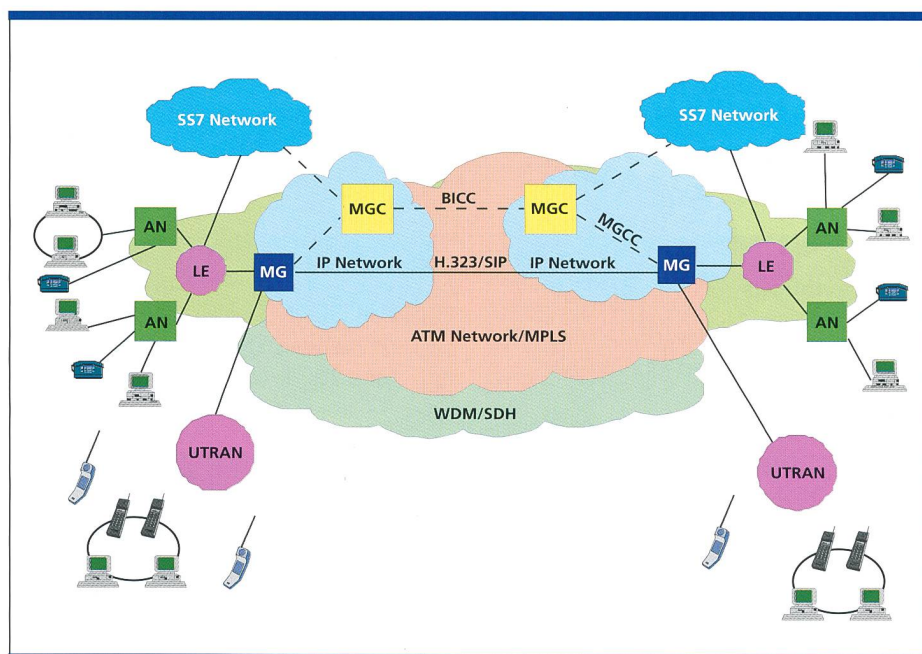 SS7 Network
SS7 Network
MGC
BICC
MGC
MGCC
AN
AN
LE
MG
IP Network
H.323/SIP
IP Network
MG
LE
AN
ATM Network/MPLS
AN
WDM/SDH
UTRAN
UTRAN